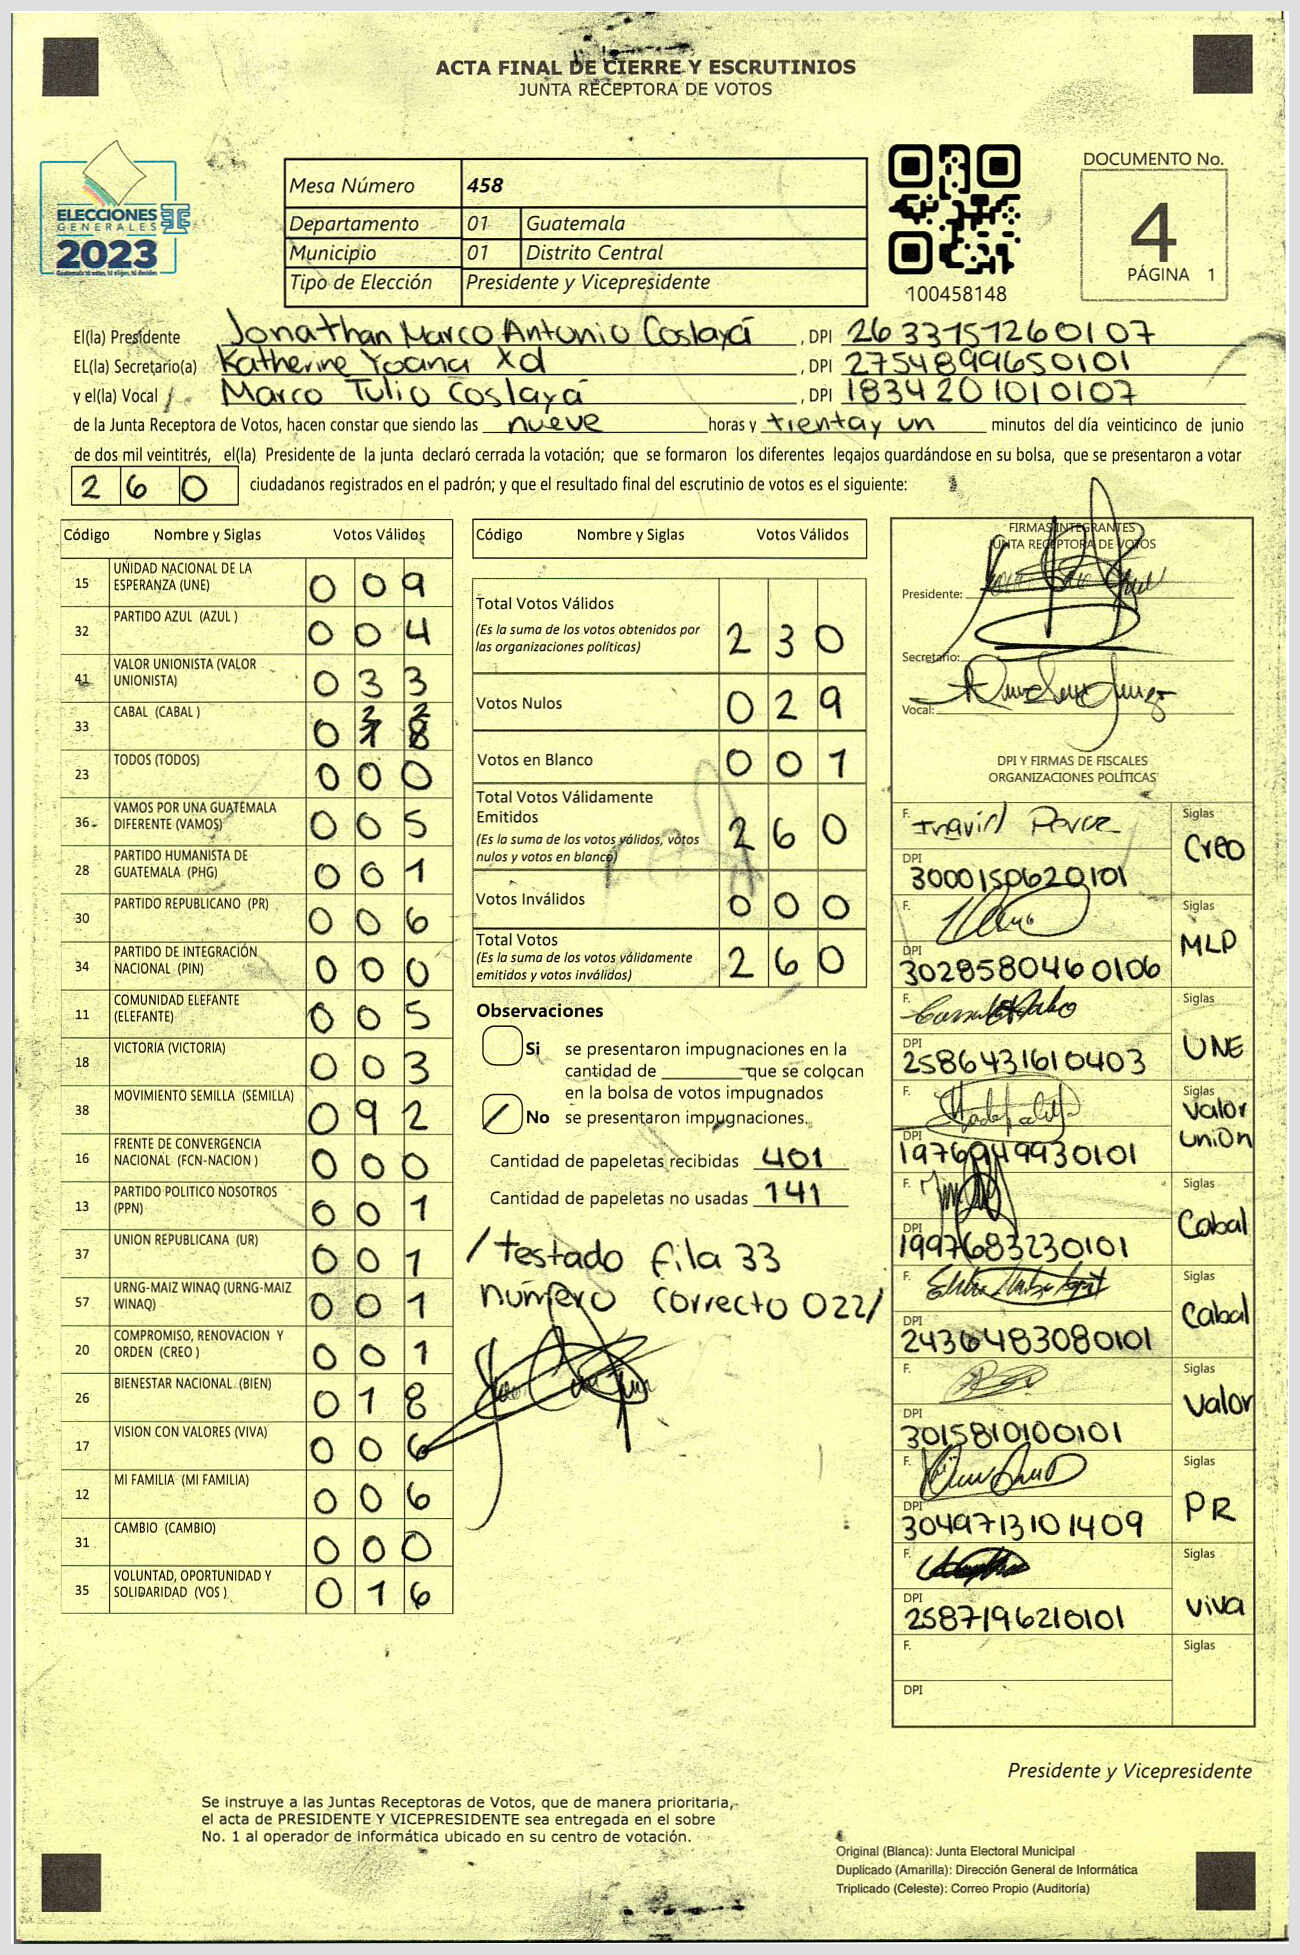 ACTA FINAL DE CIERRE Y ESCRUTINIOS
JUNTA RECEPTORA DE VOTOS
ELECCIONES
GENERALES
2023
Mesa Número 458
Departamento 01 Guatemala
Municipio 01 Distrito Central
Tipo de Elección Presidente y Vicepresidente
100458148
DOCUMENTO No.
4
PÁGINA 1
El(la) Presidente Jonathan Marco Antonio Coslayá , DPI 2633715126 0107
EL(la) Secretario(a) Katherine Yoana Xd , DPI 2754899650101
y el(la) Vocal Marco Tulio Coslayá , DPI 1834201010107
de la Junta Receptora de Votos, hacen constar que siendo las nueve horas y trientay un minutos del día veinticinco de junio
de dos mil veintitrés, el(la) Presidente de la junta declaró cerrada la votación; que se formaron los diferentes legajos guardándose en su bolsa, que se presentaron a votar
2 6 0 ciudadanos registrados en el padrón; y que el resultado final del escrutinio de votos es el siguiente:
Código Nombre y Siglas Votos Válidos
15 UNIDAD NACIONAL DE LA ESPERANZA (UNE) 0 0 9
32 PARTIDO AZUL (AZUL ) 0 0 4
41 VALOR UNIONISTA (VALOR UNIONISTA) 0 3 3
33 CABAL (CABAL ) 0 2 2
23 TODOS (TODOS) 0 0 0
36 VAMOS POR UNA GUATEMALA DIFERENTE (VAMOS) 0 0 5
28 PARTIDO HUMANISTA DE GUATEMALA (PHG) 0 0 1
30 PARTIDO REPUBLICANO (PR) 0 0 6
34 PARTIDO DE INTEGRACIÓN NACIONAL (PIN) 0 0 0
11 COMUNIDAD ELEFANTE (ELEFANTE) 0 0 5
18 VICTORIA (VICTORIA) 0 0 3
38 MOVIMIENTO SEMILLA (SEMILLA) 0 9 2
16 FRENTE DE CONVERGENCIA NACIONAL (FCN-NACION ) 0 0 0
13 PARTIDO POLITICO NOSOTROS (PPN) 0 0 1
37 UNION REPUBLICANA (UR) 0 0 1
57 URNG-MAIZ WINAQ (URNG-MAIZ WINAQ) 0 0 1
20 COMPROMISO, RENOVACION Y ORDEN (CREO ) 0 0 1
26 BIENESTAR NACIONAL (BIEN) 0 1 8
17 VISION CON VALORES (VIVA) 0 0 6
12 MI FAMILIA (MI FAMILIA) 0 0 6
31 CAMBIO (CAMBIO) 0 0 0
35 VOLUNTAD, OPORTUNIDAD Y SOLIDARIDAD (VOS ) 0 1 6
Código Nombre y Siglas Votos Válidos
Total Votos Válidos 2 3 0
(Es la suma de los votos obtenidos por
las organizaciones políticas)
Votos Nulos 0 2 9
Votos en Blanco 0 0 1
Total Votos Válidamente
Emitidos 2 6 0
(Es la suma de los votos válidos, votos
nulos y votos en blanco)
Votos Inválidos 0 0 0
Total Votos 2 6 0
(Es la suma de los votos válidamente
emitidos y votos inválidos)
Observaciones
Si se presentaron impugnaciones en la
cantidad de ________ que se colocan
en la bolsa de votos impugnados
No se presentaron impugnaciones.
Cantidad de papeletas recibidas 401
Cantidad de papeletas no usadas 141
/testado fila 33
número correcto 022/
FIRMAS INTEGRANTES
JUNTA RECEPTORA DE VOTOS
Presidente:
Secretario:
Vocal:
DPI Y FIRMAS DE FISCALES
ORGANIZACIONES POLÍTICAS
F. Siglas Creo
DPI 3000150620101
F. Siglas MLP
DPI 3028580460106
F. Siglas UNE
DPI 2586431610403
F. Siglas Valor Union
DPI 1976949930101
F. Siglas Cabal
DPI 1997683230101
F. Siglas Cabal
DPI 2436483080101
F. Siglas Valor
DPI 3015810100101
F. Siglas PR
DPI 3049713101409
F. Siglas Viva
DPI 2587196210101
F. Siglas
DPI
Presidente y Vicepresidente
Se instruye a las Juntas Receptoras de Votos, que de manera prioritaria,
el acta de PRESIDENTE Y VICEPRESIDENTE sea entregada en el sobre
No. 1 al operador de informática ubicado en su centro de votación.
Original (Blanca): Junta Electoral Municipal
Duplicado (Amarilla): Dirección General de Informática
Triplicado (Celeste): Correo Propio (Auditoría)